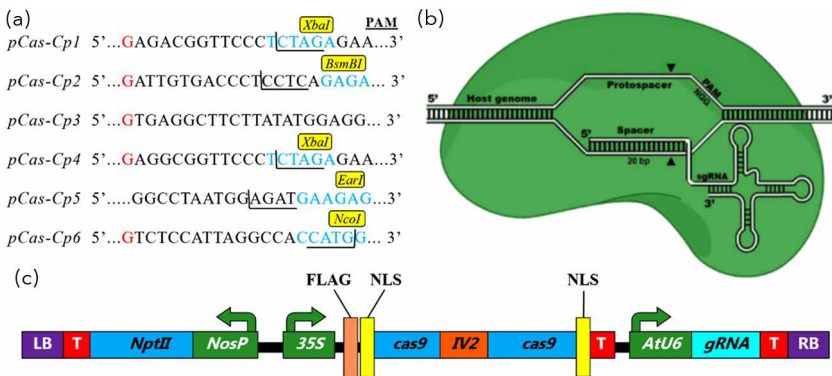 (a)
XbaI PAM
pCas-Cp1 5’...GAGACGGTTCCCTCTAGAGAA...3’
BsmBI
pCas-Cp2 5’...GATTGTGACCCTCCTCAGAGA...3’
pCas-Cp3 5’...GTGAGGCTTCTTATATGGAGG...3’
XbaI
pCas-Cp4 5’...GAGGCGGTTCCCTCTAGAGAA...3’
EarI
pCas-Cp5 5’.....GGCCTAATGGAGATGAAGAG...3’
NcoI
pCas-Cp6 5’...GTCTCCATTAGGCCACCATGG...3’
(b)
5'
Host genome
Protospacer
PAM
NGG
3'
5'
Spacer
20 bp
sgRNA
3'
(c)
FLAG NLS NLS
LB T NptII NosP 35S cas9 IV2 cas9 T AtU6 gRNA T RB